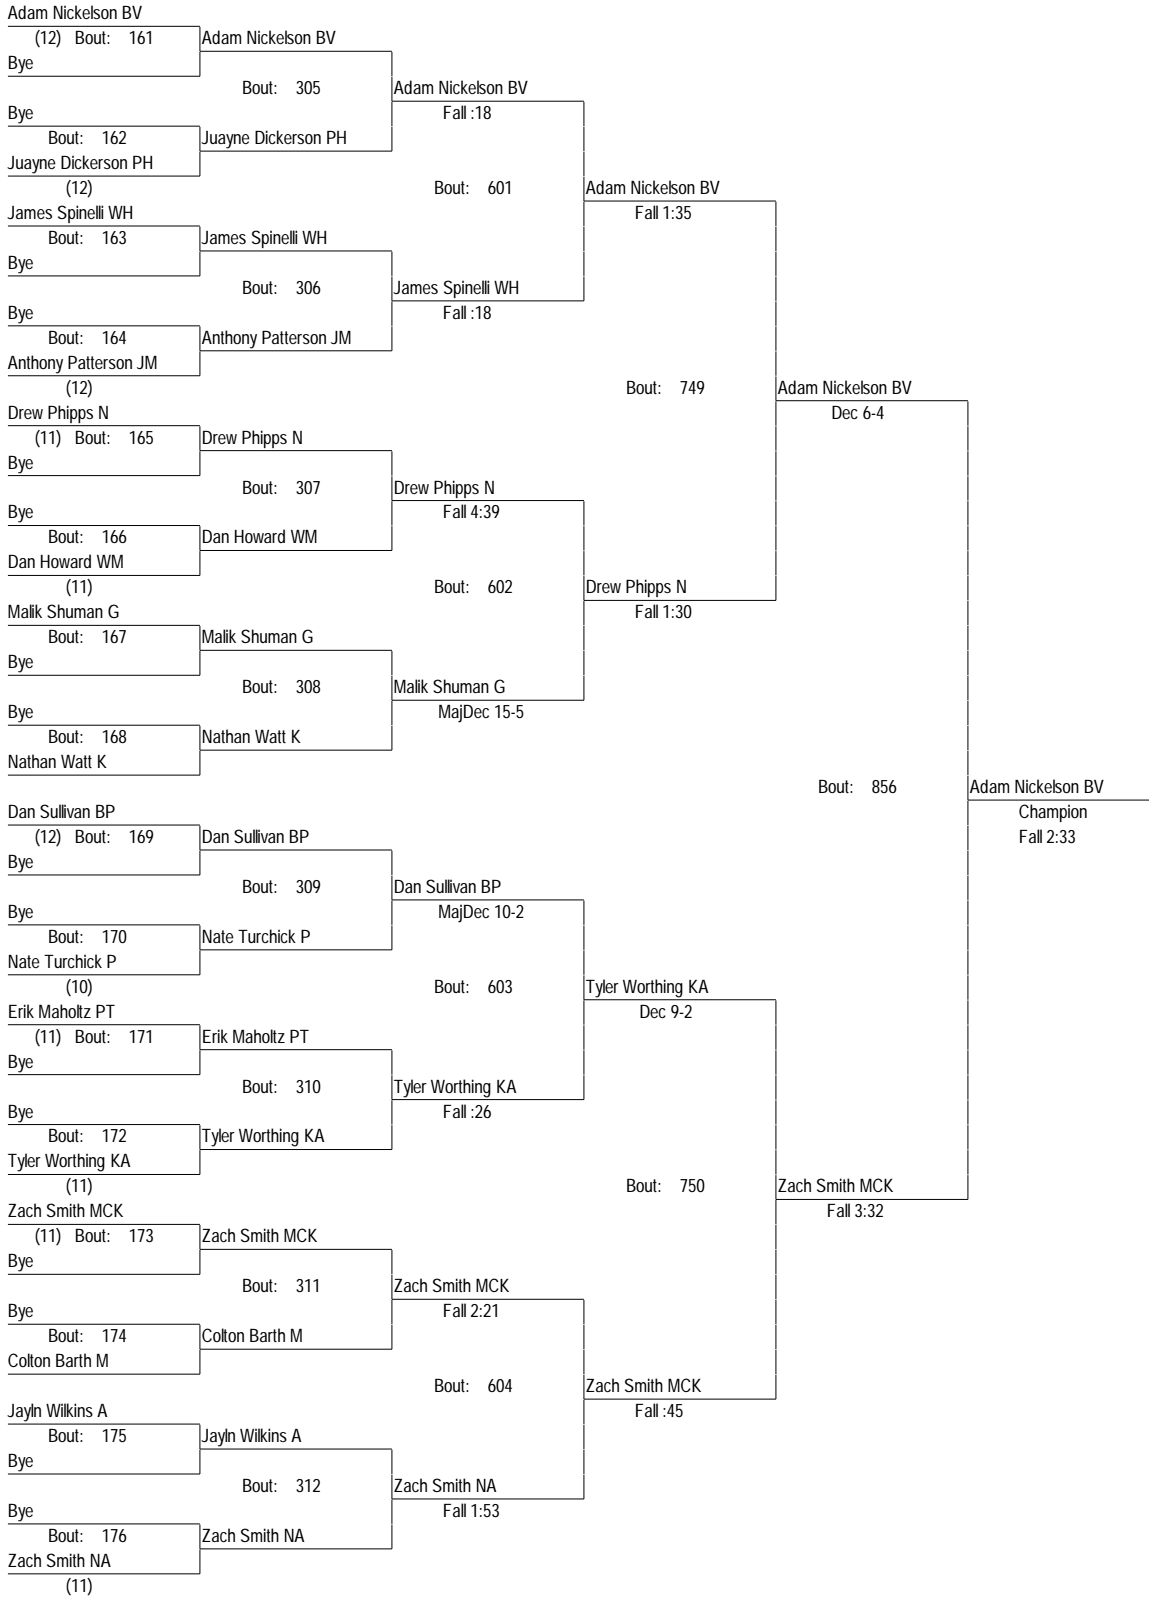 Adam Nickelson BV
(12) Bout: 161 Adam Nickelson BV
Bye
Bout: 305 Adam Nickelson BV
Bye Fall :18
Bout: 162 Juayne Dickerson PH
Juayne Dickerson PH
(12) Bout: 601 Adam Nickelson BV
James Spinelli WH Fall 1:35
Bout: 163 James Spinelli WH
Bye
Bout: 306 James Spinelli WH
Bye Fall :18
Bout: 164 Anthony Patterson JM
Anthony Patterson JM
(12) Bout: 749 Adam Nickelson BV
Drew Phipps N Dec 6-4
(11) Bout: 165 Drew Phipps N
Bye
Bout: 307 Drew Phipps N
Bye Fall 4:39
Bout: 166 Dan Howard WM
Dan Howard WM
(11) Bout: 602 Drew Phipps N
Malik Shuman G Fall 1:30
Bout: 167 Malik Shuman G
Bye
Bout: 308 Malik Shuman G
Bye MajDec 15-5
Bout: 168 Nathan Watt K
Nathan Watt K
Bout: 856 Adam Nickelson BV
Dan Sullivan BP Champion
(12) Bout: 169 Dan Sullivan BP Fall 2:33
Bye
Bout: 309 Dan Sullivan BP
Bye MajDec 10-2
Bout: 170 Nate Turchick P
Nate Turchick P
(10) Bout: 603 Tyler Worthing KA
Erik Maholtz PT Dec 9-2
(11) Bout: 171 Erik Maholtz PT
Bye
Bout: 310 Tyler Worthing KA
Bye Fall :26
Bout: 172 Tyler Worthing KA
Tyler Worthing KA
(11) Bout: 750 Zach Smith MCK
Zach Smith MCK Fall 3:32
(11) Bout: 173 Zach Smith MCK
Bye
Bout: 311 Zach Smith MCK
Bye Fall 2:21
Bout: 174 Colton Barth M
Colton Barth M
Bout: 604 Zach Smith MCK
Jayln Wilkins A Fall :45
Bout: 175 Jayln Wilkins A
Bye
Bout: 312 Zach Smith NA
Bye Fall 1:53
Bout: 176 Zach Smith NA
Zach Smith NA
(11)